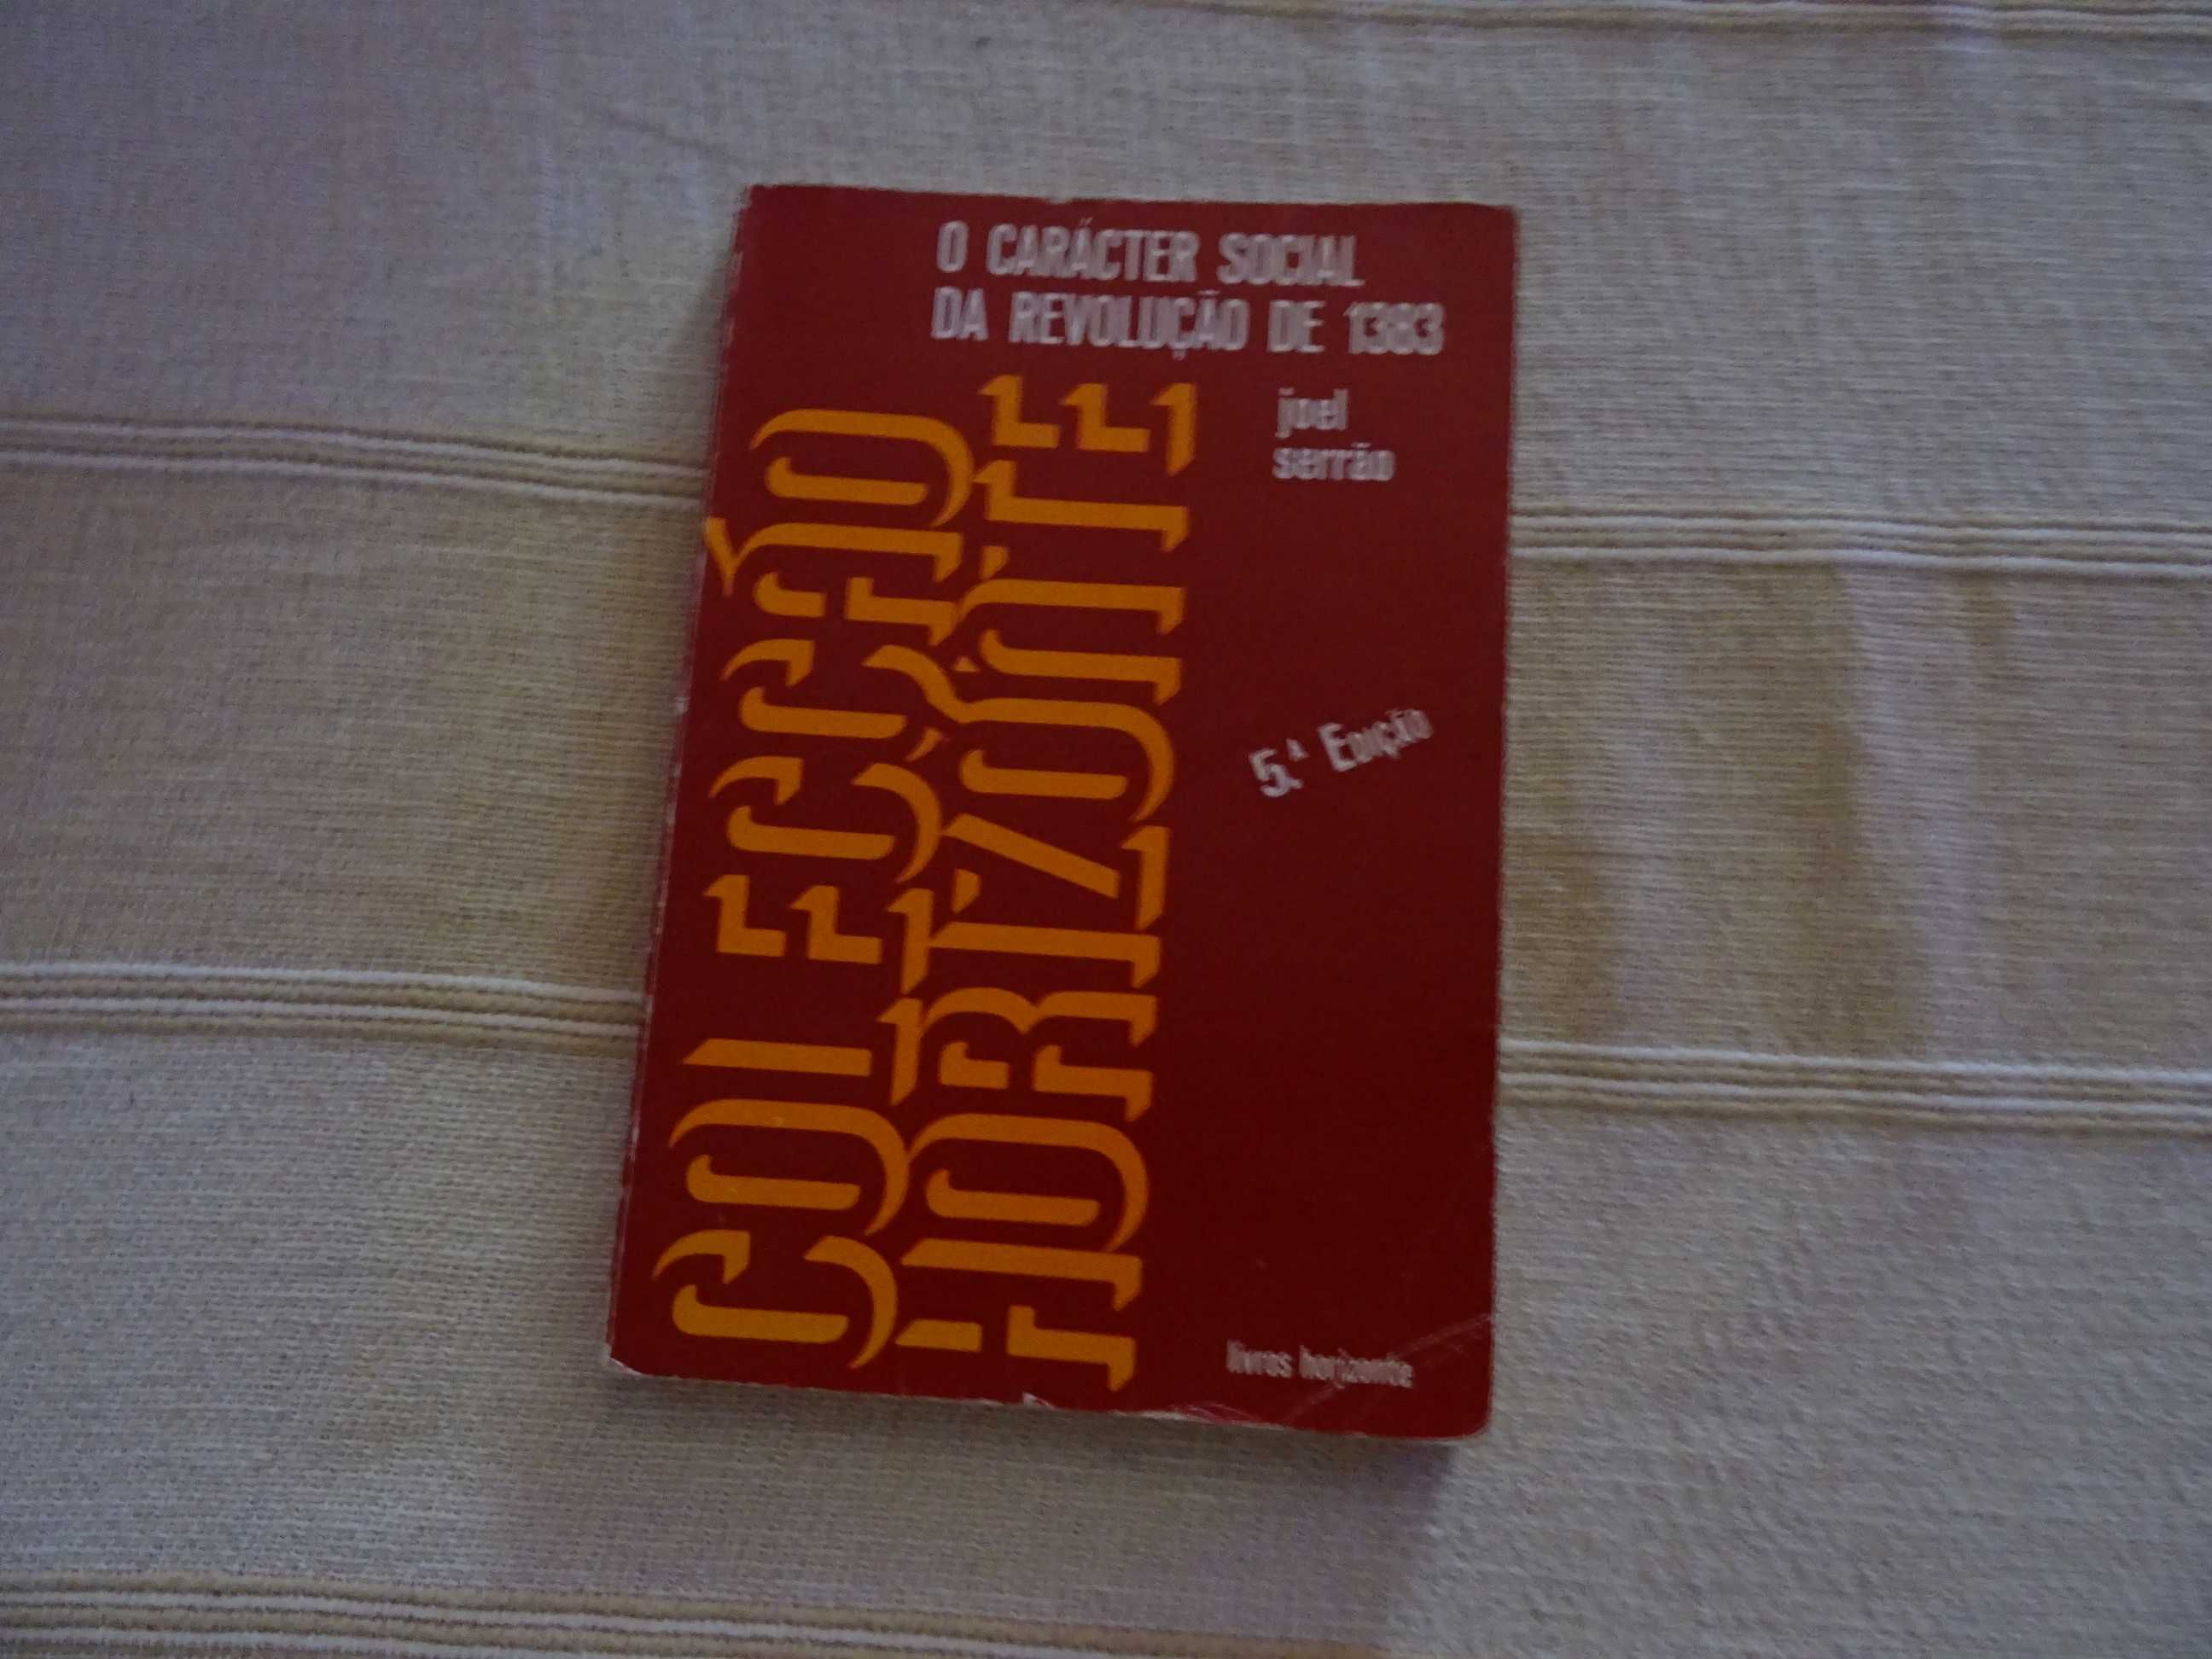 O CARÁCTER SOCIAL
DA REVOLUÇÃO DE 1383
joel
serrão
COLECÇÃO
HORIZONTE
5.ª EDIÇÃO
livros horizonte